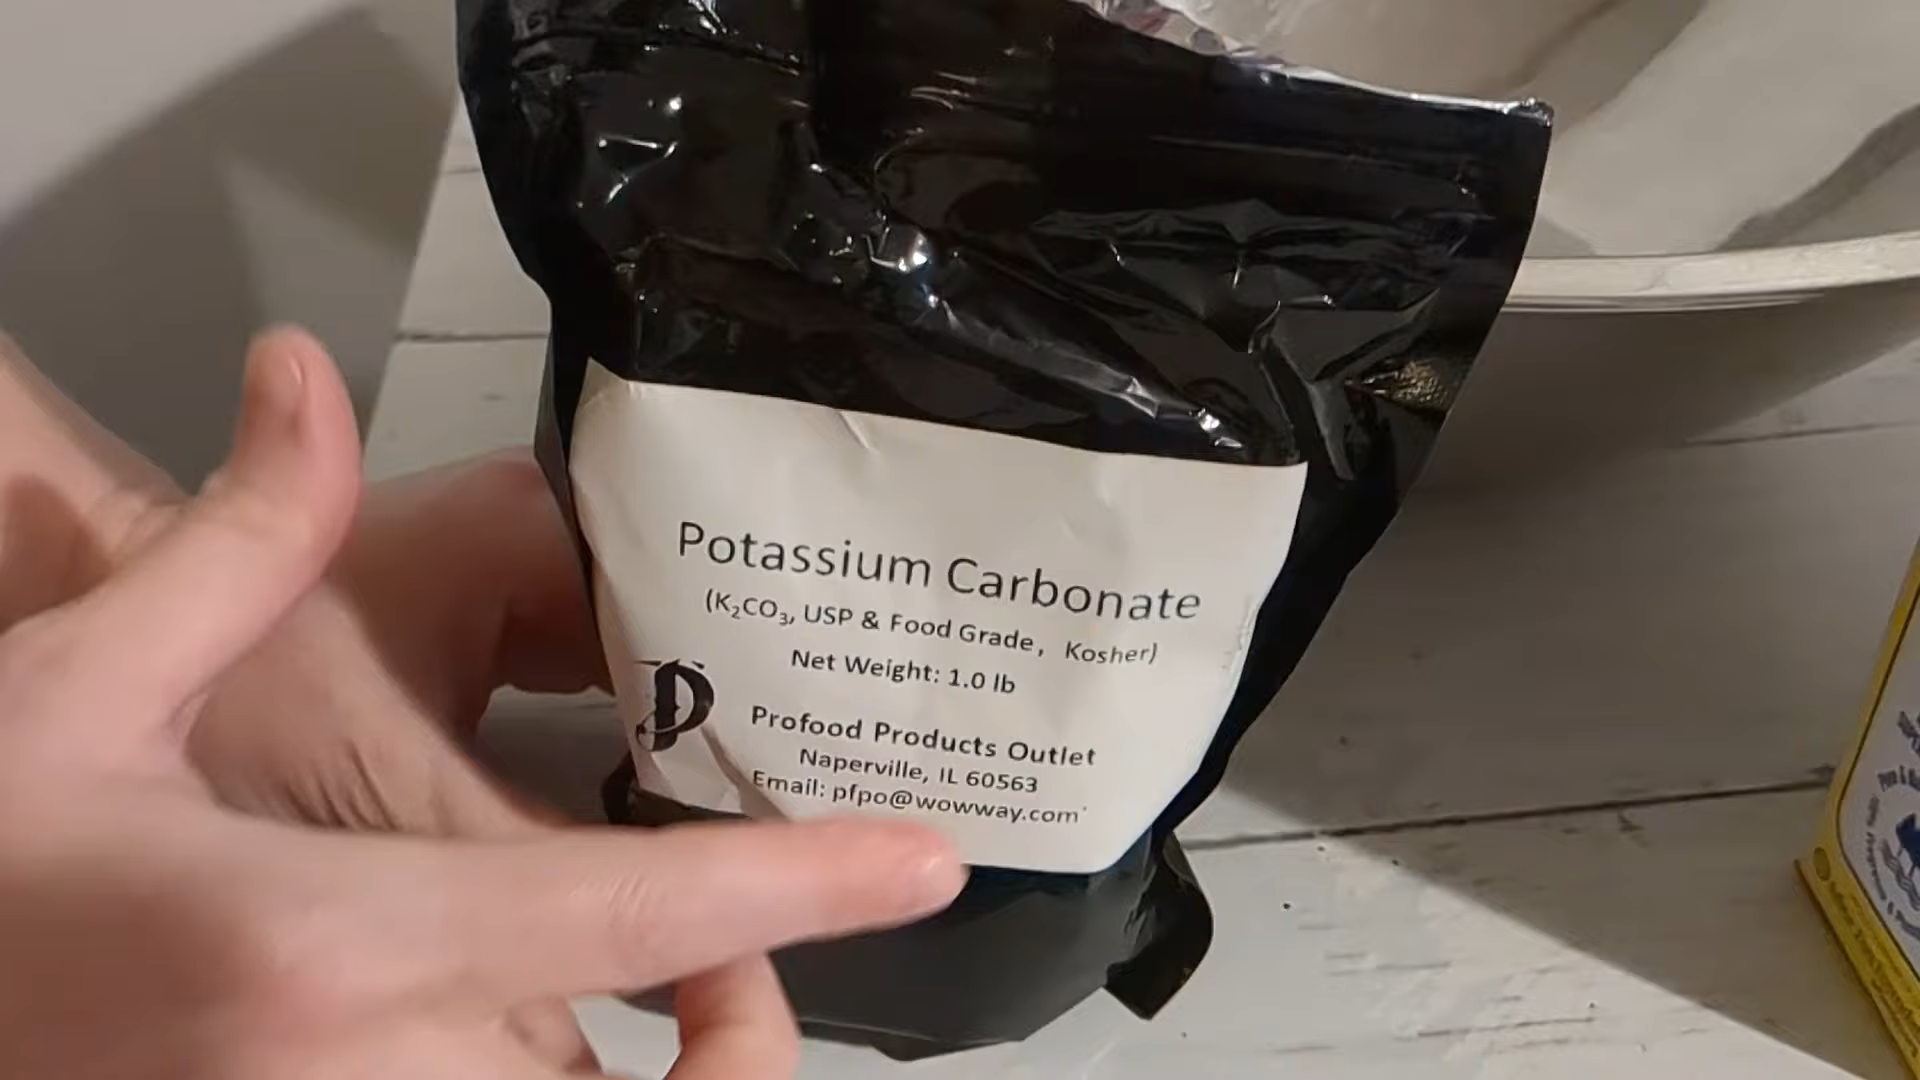 Potassium Carbonate
(K₂CO₃, USP & Food Grade, Kosher)
Net Weight: 1.0 lb
Profood Products Outlet
Naperville, IL 60563
Email: pfpo@wowway.com